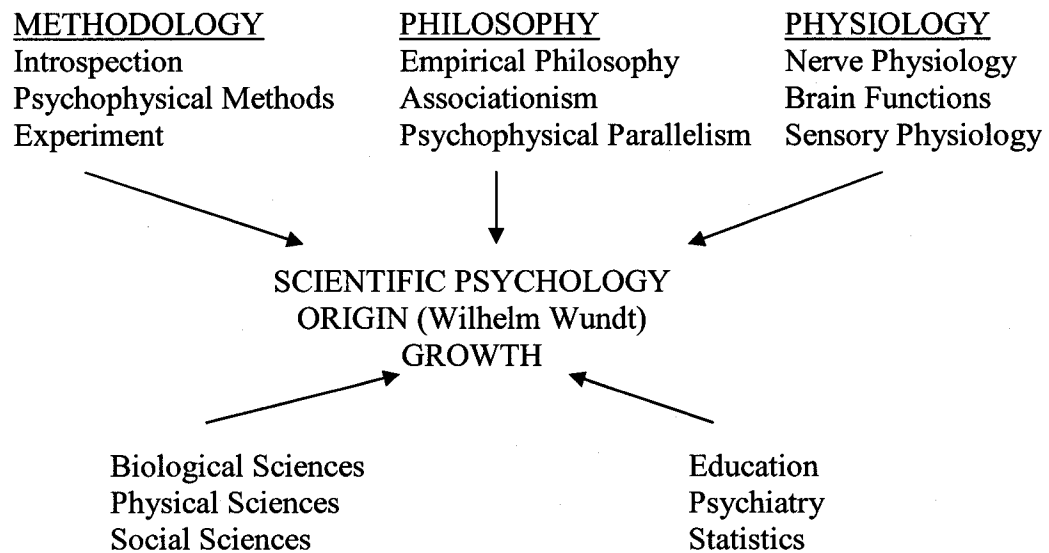 METHODOLOGY
Introspection
Psychophysical Methods
Experiment
PHILOSOPHY
Empirical Philosophy
Associationism
Psychophysical Parallelism
PHYSIOLOGY
Nerve Physiology
Brain Functions
Sensory Physiology
SCIENTIFIC PSYCHOLOGY
ORIGIN (Wilhelm Wundt)
GROWTH
Biological Sciences
Physical Sciences
Social Sciences
Education
Psychiatry
Statistics